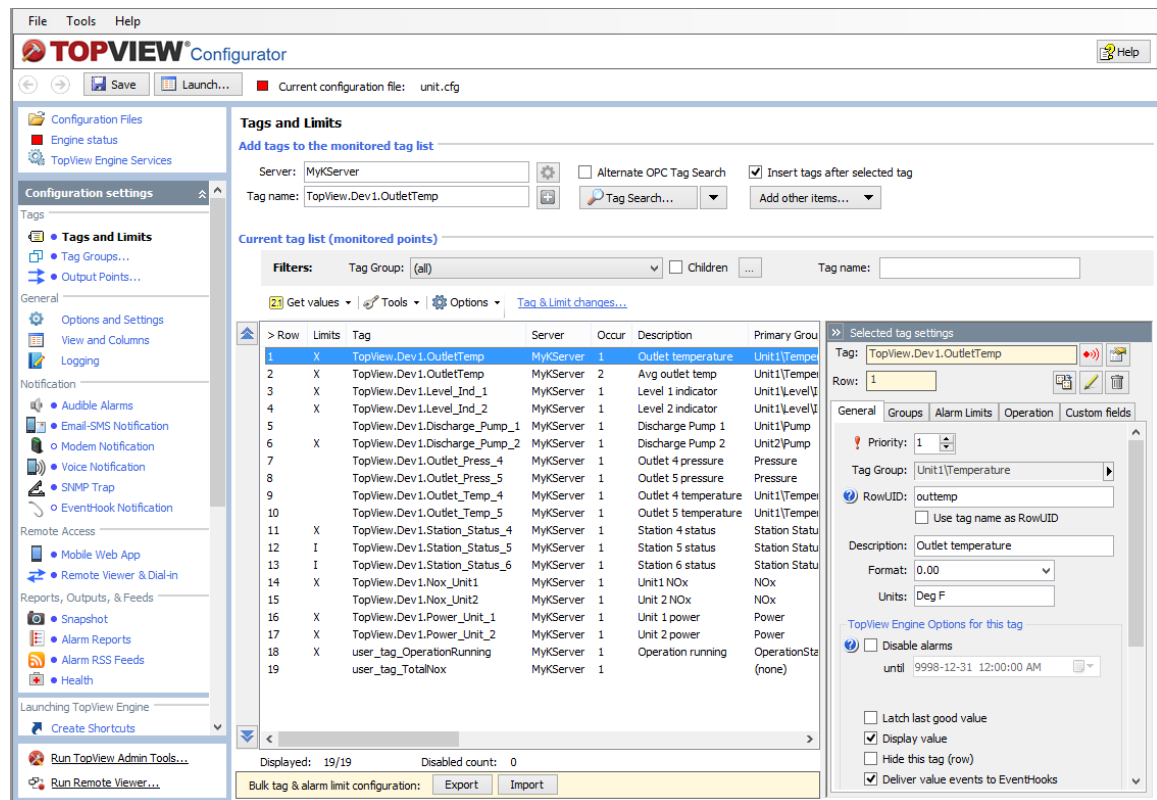 File Tools Help
TOPVIEW® Configurator
Help
Save Launch... Current configuration file: unit.cfg
Configuration Files
Engine status
TopView Engine Services
Configuration settings
Tags
Tags and Limits
Tag Groups...
Output Points...
General
Options and Settings
View and Columns
Logging
Notification
Audible Alarms
Email-SMS Notification
Modem Notification
Voice Notification
SNMP Trap
EventHook Notification
Remote Access
Mobile Web App
Remote Viewer & Dial-in
Reports, Outputs, & Feeds
Snapshot
Alarm Reports
Alarm RSS Feeds
Health
Launching TopView Engine
Create Shortcuts
Run TopView Admin Tools...
Run Remote Viewer...
Tags and Limits
Add tags to the monitored tag list
Server: MyKServer Alternate OPC Tag Search Insert tags after selected tag
Tag name: TopView.Dev1.OutletTemp Tag Search... Add other items...
Current tag list (monitored points)
Filters: Tag Group: (all) Children ... Tag name:
2.1 Get values Tools Options Tag & Limit changes...
> Row Limits Tag Server Occur Description Primary Grou
1 X TopView.Dev1.OutletTemp MyKServer 1 Outlet temperature Unit1\Temper
2 X TopView.Dev1.OutletTemp MyKServer 2 Avg outlet temp Unit1\Temper
3 X TopView.Dev1.Level_Ind_1 MyKServer 1 Level 1 indicator Unit1\Level\I
4 X TopView.Dev1.Level_Ind_2 MyKServer 1 Level 2 indicator Unit1\Level\I
5 TopView.Dev1.Discharge_Pump_1 MyKServer 1 Discharge Pump 1 Unit1\Pump
6 X TopView.Dev1.Discharge_Pump_2 MyKServer 1 Discharge Pump 2 Unit2\Pump
7 TopView.Dev1.Outlet_Press_4 MyKServer 1 Outlet 4 pressure Pressure
8 TopView.Dev1.Outlet_Press_5 MyKServer 1 Outlet 5 pressure Pressure
9 TopView.Dev1.Outlet_Temp_4 MyKServer 1 Outlet 4 temperature Unit1\Temper
10 TopView.Dev1.Outlet_Temp_5 MyKServer 1 Outlet 5 temperature Unit1\Temper
11 X TopView.Dev1.Station_Status_4 MyKServer 1 Station 4 status Station Statu
12 I TopView.Dev1.Station_Status_5 MyKServer 1 Station 5 status Station Statu
13 I TopView.Dev1.Station_Status_6 MyKServer 1 Station 6 status Station Statu
14 X TopView.Dev1.Nox_Unit1 MyKServer 1 Unit1 NOx NOx
15 TopView.Dev1.Nox_Unit2 MyKServer 1 Unit 2 NOx NOx
16 X TopView.Dev1.Power_Unit_1 MyKServer 1 Unit 1 power Power
17 X TopView.Dev1.Power_Unit_2 MyKServer 1 Unit 2 power Power
18 X user_tag_OperationRunning MyKServer 1 Operation running OperationSta
19 user_tag_TotalNox MyKServer 1 (none)
Displayed: 19/19 Disabled count: 0
Bulk tag & alarm limit configuration: Export Import
Selected tag settings
Tag: TopView.Dev1.OutletTemp
Row: 1
General Groups Alarm Limits Operation Custom fields
Priority: 1
Tag Group: Unit1\Temperature
RowUID: outtemp
Use tag name as RowUID
Description: Outlet temperature
Format: 0.00
Units: Deg F
TopView Engine Options for this tag
Disable alarms
until 9998-12-31 12:00:00 AM
Latch last good value
Display value
Hide this tag (row)
Deliver value events to EventHooks